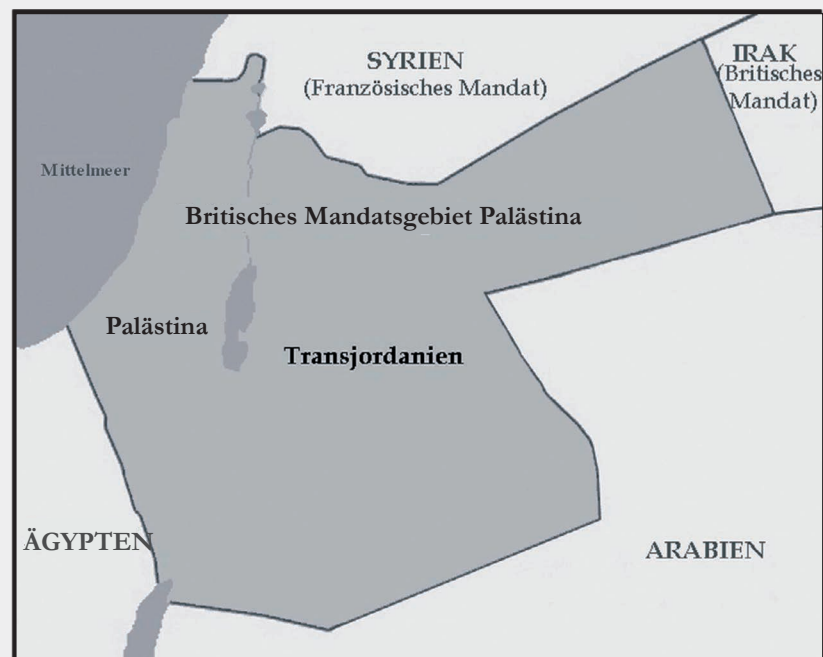 SYRIEN
(Französisches Mandat)
IRAK
(Britisches
Mandat)
Mittelmeer
Britisches Mandatsgebiet Palästina
Palästina
Transjordanien
ÄGYPTEN
ARABIEN